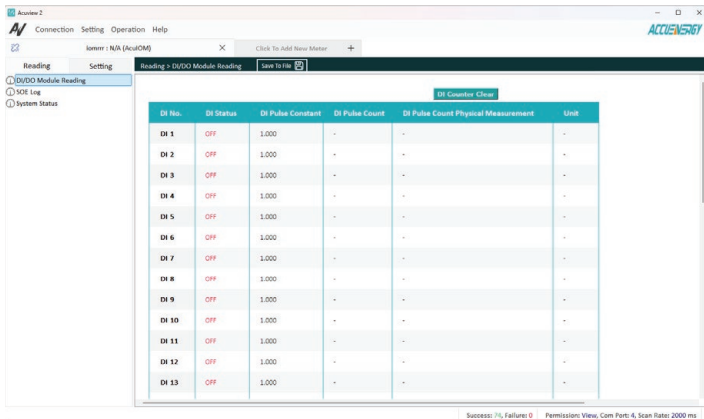 Acuview 2
Connection Setting Operation Help
ACCUENERGY
iomrrr : N/A (AcuIOM) × Click To Add New Meter +
Reading Setting Reading > DI/DO Module Reading Save To File
DI/DO Module Reading
SOE Log
System Status
DI Counter Clear
DI No. DI Status DI Pulse Constant DI Pulse Count DI Pulse Count Physical Measurement Unit
DI 1 OFF 1.000 - - -
DI 2 OFF 1.000 - - -
DI 3 OFF 1.000 - - -
DI 4 OFF 1.000 - - -
DI 5 OFF 1.000 - - -
DI 6 OFF 1.000 - - -
DI 7 OFF 1.000 - - -
DI 8 OFF 1.000 - - -
DI 9 OFF 1.000 - - -
DI 10 OFF 1.000 - - -
DI 11 OFF 1.000 - - -
DI 12 OFF 1.000 - - -
DI 13 OFF 1.000 - - -
Success: 74, Failure: 0 Permission: View, Com Port: 4, Scan Rate: 2000 ms